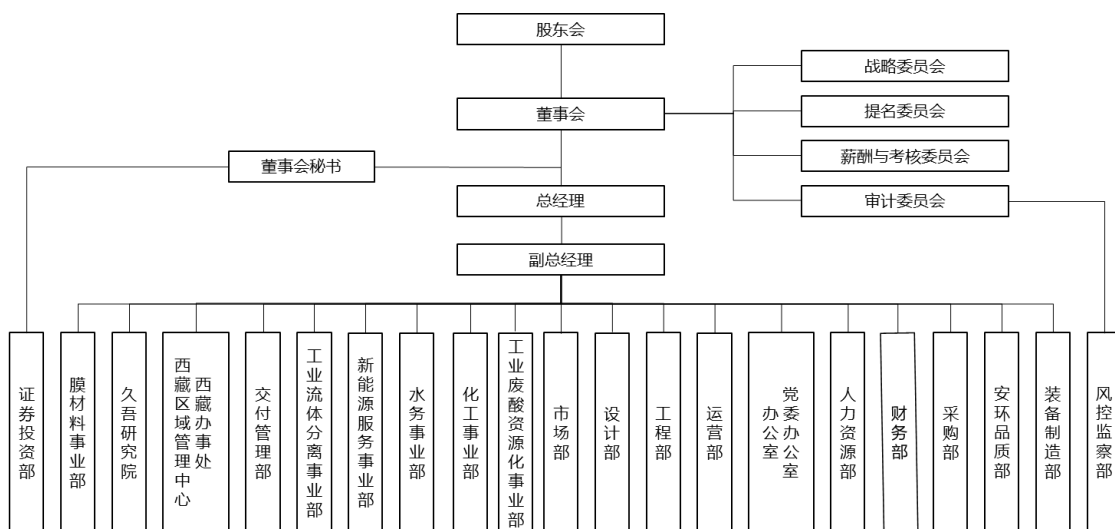 股东会
战略委员会
董事会
提名委员会
董事会秘书
薪酬与考核委员会
总经理
审计委员会
副总经理
证券投资部
膜材料事业部
久吾研究院
西藏办事处
西藏区域管理中心
交付管理部
工业流体分离事业部
新能源服务事业部
水务事业部
化工事业部
工业废酸资源化事业部
市场部
设计部
工程部
运营部
党委办公室
办公室
人力资源部
财务部
采购部
安环品质部
装备制造部
风控监察部